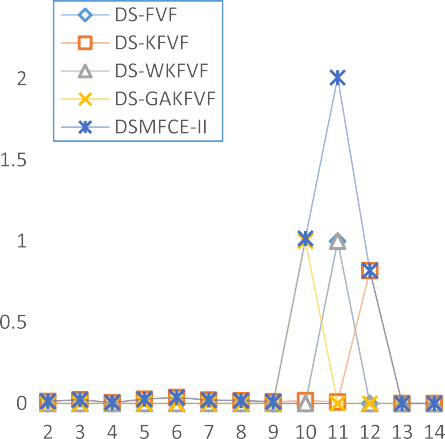 DS-FVF
DS-KFVF
DS-WKFVF
DS-GAKFVF
DSMFCE-II
2
1.5
1
0.5
0
2 3 4 5 6 7 8 9 10 11 12 13 14